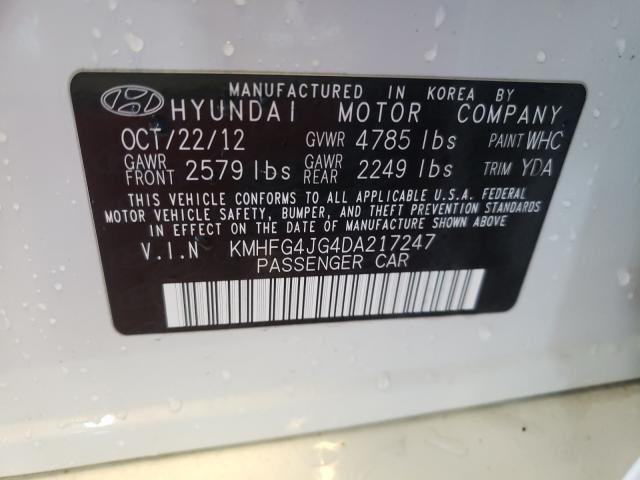 MANUFACTURED IN KOREA BY
HYUNDAI MOTOR COMPANY
OCT/22/12 GVWR 4785 lbs PAINT WHC
GAWR FRONT 2579 lbs GAWR REAR 2249 lbs TRIM YDA
THIS VEHICLE CONFORMS TO ALL APPLICABLE U.S.A. FEDERAL
MOTOR VEHICLE SAFETY, BUMPER, AND THEFT PREVENTION STANDARDS
IN EFFECT ON THE DATE OF MANUFACTURE SHOWN ABOVE
V.I.N KMHFG4JG4DA217247
PASSENGER CAR